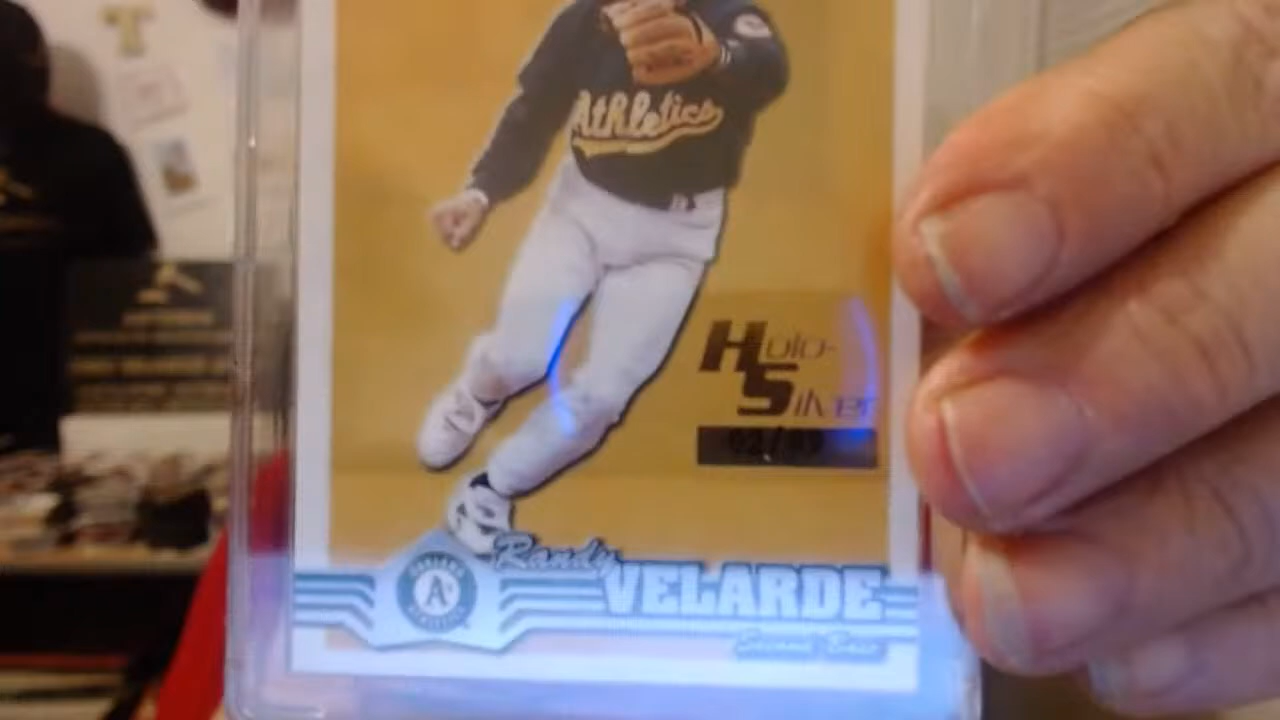 Athletics
Holo-
Silver
Randy
VELARDE
A's
Second Base